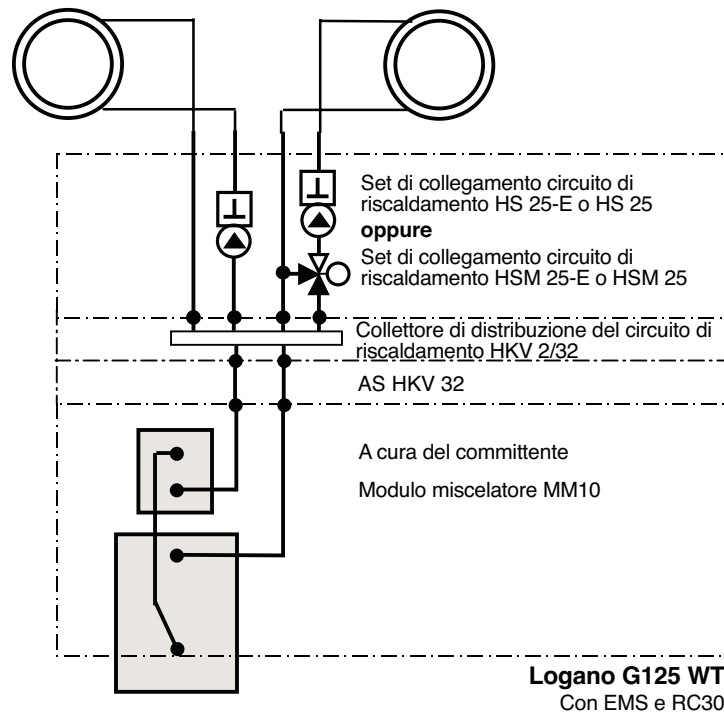 Set di collegamento circuito di
riscaldamento HS 25-E o HS 25
oppure
Set di collegamento circuito di
riscaldamento HSM 25-E o HSM 25
Collettore di distribuzione del circuito di
riscaldamento HKV 2/32
AS HKV 32
A cura del committente
Modulo miscelatore MM10
Logano G125 WT
Con EMS e RC30